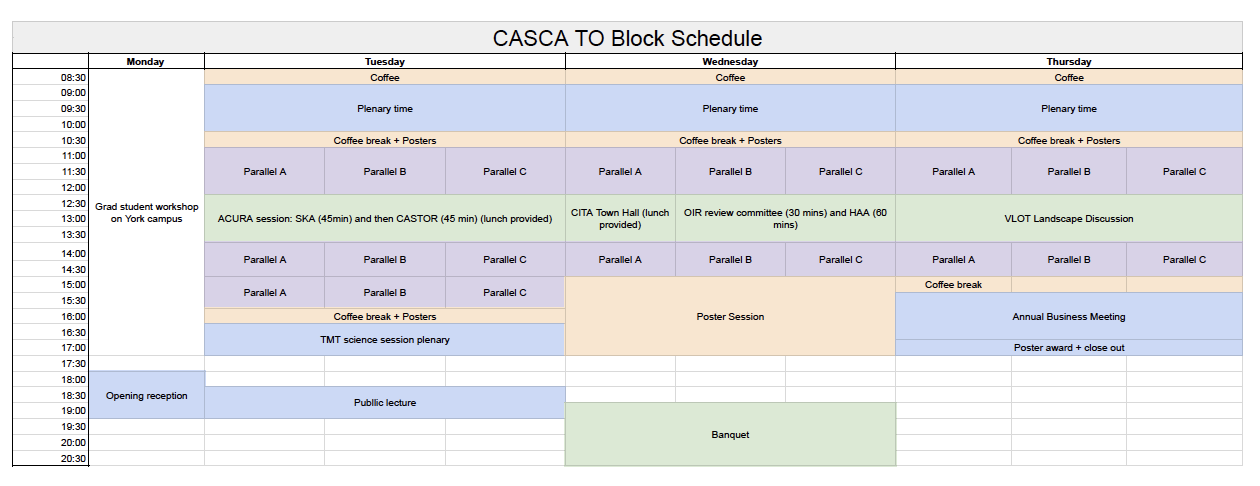 CASCA TO Block Schedule
Monday Tuesday Wednesday Thursday
08:30 Coffee Coffee Coffee
09:00
09:30 Plenary time Plenary time Plenary time
10:00
10:30 Coffee break + Posters Coffee break + Posters Coffee break + Posters
11:00
11:30 Parallel A Parallel B Parallel C Parallel A Parallel B Parallel C Parallel A Parallel B Parallel C
12:00
12:30
Grad student workshop
on York campus
13:00 ACURA session: SKA (45min) and then CASTOR (45 min) (lunch provided)
CITA Town Hall (lunch
provided)
OIR review committee (30 mins) and HAA (60
mins)
VLOT Landscape Discussion
13:30
14:00 Parallel A Parallel B Parallel C Parallel A Parallel B Parallel C Parallel A Parallel B Parallel C
14:30
15:00 Coffee break
Parallel A Parallel B Parallel C
15:30
16:00 Coffee break + Posters Poster Session Annual Business Meeting
16:30
TMT science session plenary
17:00 Poster award + close out
17:30
18:00
18:30 Opening reception
Publlic lecture
19:00
19:30
Banquet
20:00
20:30